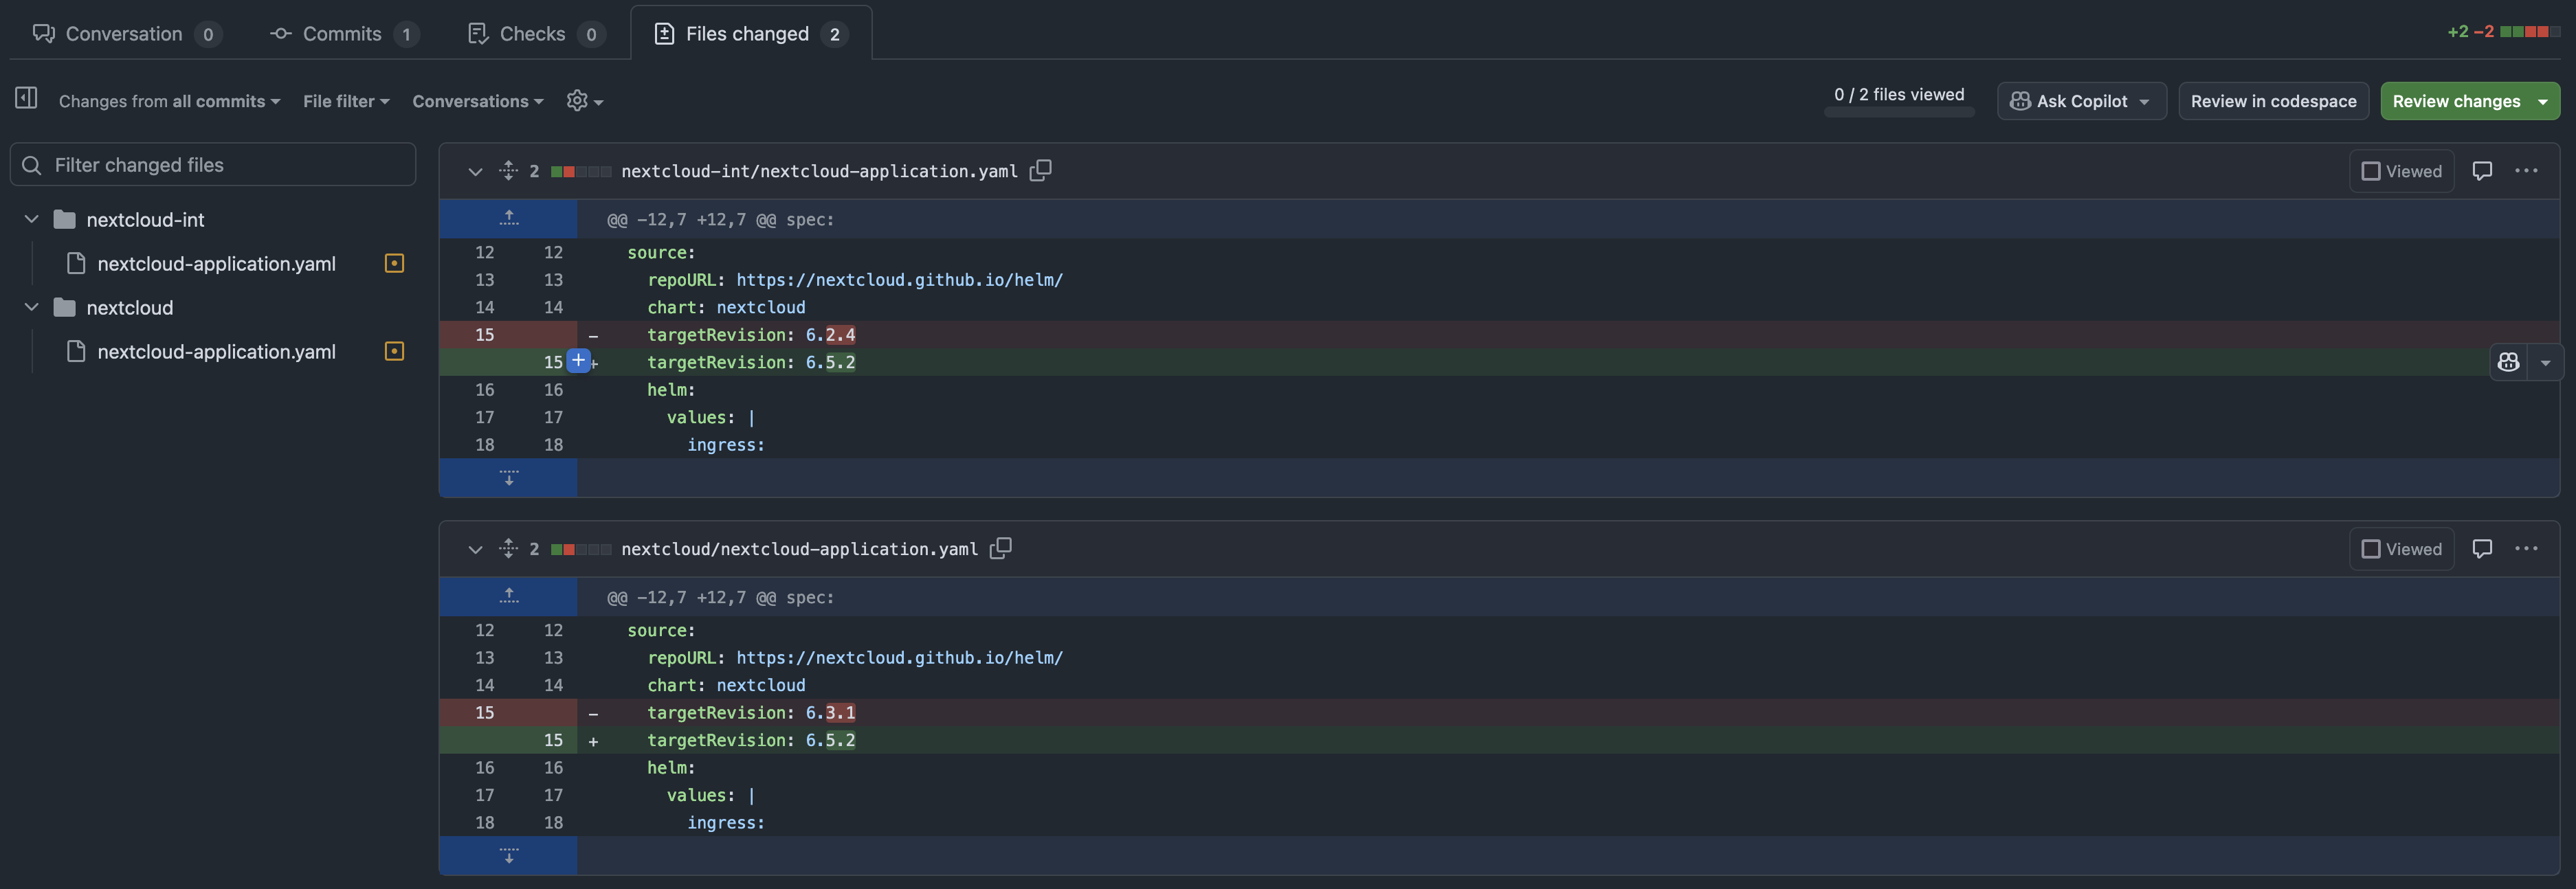 Conversation 0 Commits 1 Checks 0 Files changed 2 +2 −2
Changes from all commits File filter Conversations 0 / 2 files viewed Ask Copilot Review in codespace Review changes
Filter changed files
nextcloud-int
nextcloud-application.yaml
nextcloud
nextcloud-application.yaml
2 nextcloud-int/nextcloud-application.yaml Viewed
@@ -12,7 +12,7 @@ spec:
12 12 source:
13 13 repoURL: https://nextcloud.github.io/helm/
14 14 chart: nextcloud
15 - targetRevision: 6.2.4
15 + targetRevision: 6.5.2
16 16 helm:
17 17 values: |
18 18 ingress:
2 nextcloud/nextcloud-application.yaml Viewed
@@ -12,7 +12,7 @@ spec:
12 12 source:
13 13 repoURL: https://nextcloud.github.io/helm/
14 14 chart: nextcloud
15 - targetRevision: 6.3.1
15 + targetRevision: 6.5.2
16 16 helm:
17 17 values: |
18 18 ingress: